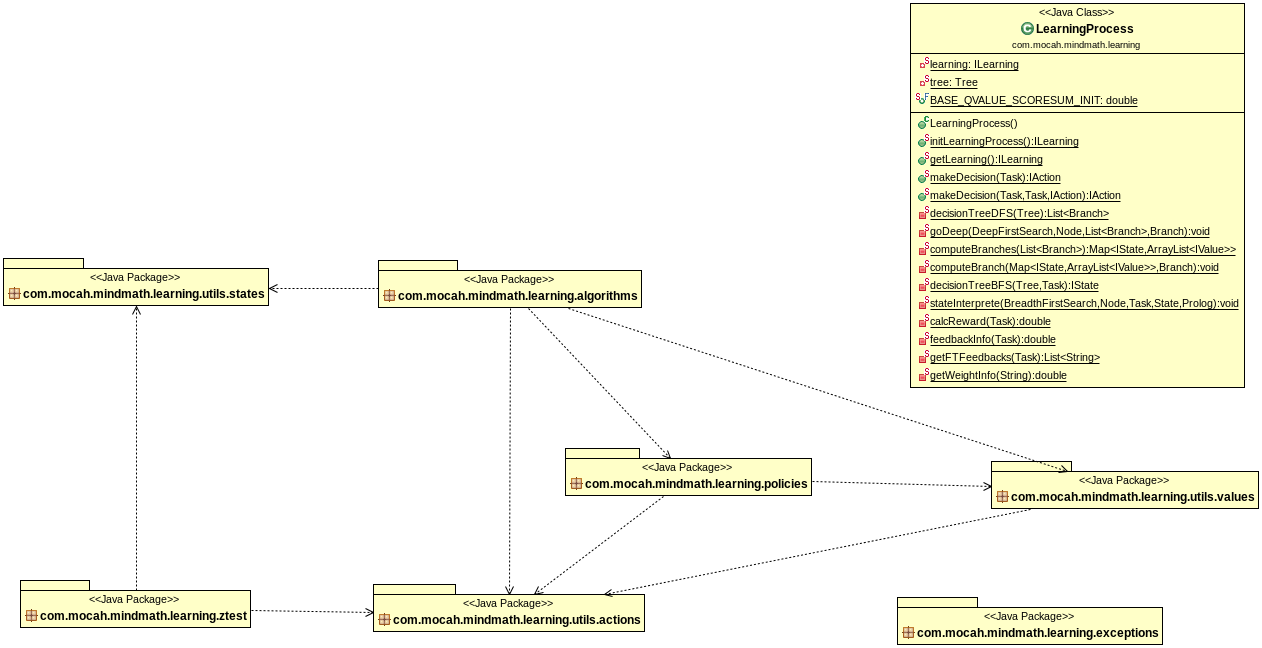 <<Java Class>>
LearningProcess
com.mocah.mindmath.learning
learning: ILearning
tree: Tree
BASE_QVALUE_SCORESUM_INIT: double
LearningProcess()
initLearningProcess():ILearning
getLearning():ILearning
makeDecision(Task):IAction
makeDecision(Task,Task,IAction):IAction
decisionTreeDFS(Tree):List<Branch>
goDeep(DeepFirstSearch,Node,List<Branch>,Branch):void
computeBranches(List<Branch>):Map<IState,ArrayList<IValue>>
computeBranch(Map<IState,ArrayList<IValue>>,Branch):void
decisionTreeBFS(Tree,Task):IState
stateInterprete(BreadthFirstSearch,Node,Task,State,Prolog):void
calcReward(Task):double
feedbackInfo(Task):double
getFTFeedbacks(Task):List<String>
getWeightInfo(String):double
<<Java Package>>
com.mocah.mindmath.learning.utils.states
<<Java Package>>
com.mocah.mindmath.learning.algorithms
<<Java Package>>
com.mocah.mindmath.learning.policies
<<Java Package>>
com.mocah.mindmath.learning.utils.values
<<Java Package>>
com.mocah.mindmath.learning.ztest
<<Java Package>>
com.mocah.mindmath.learning.utils.actions
<<Java Package>>
com.mocah.mindmath.learning.exceptions